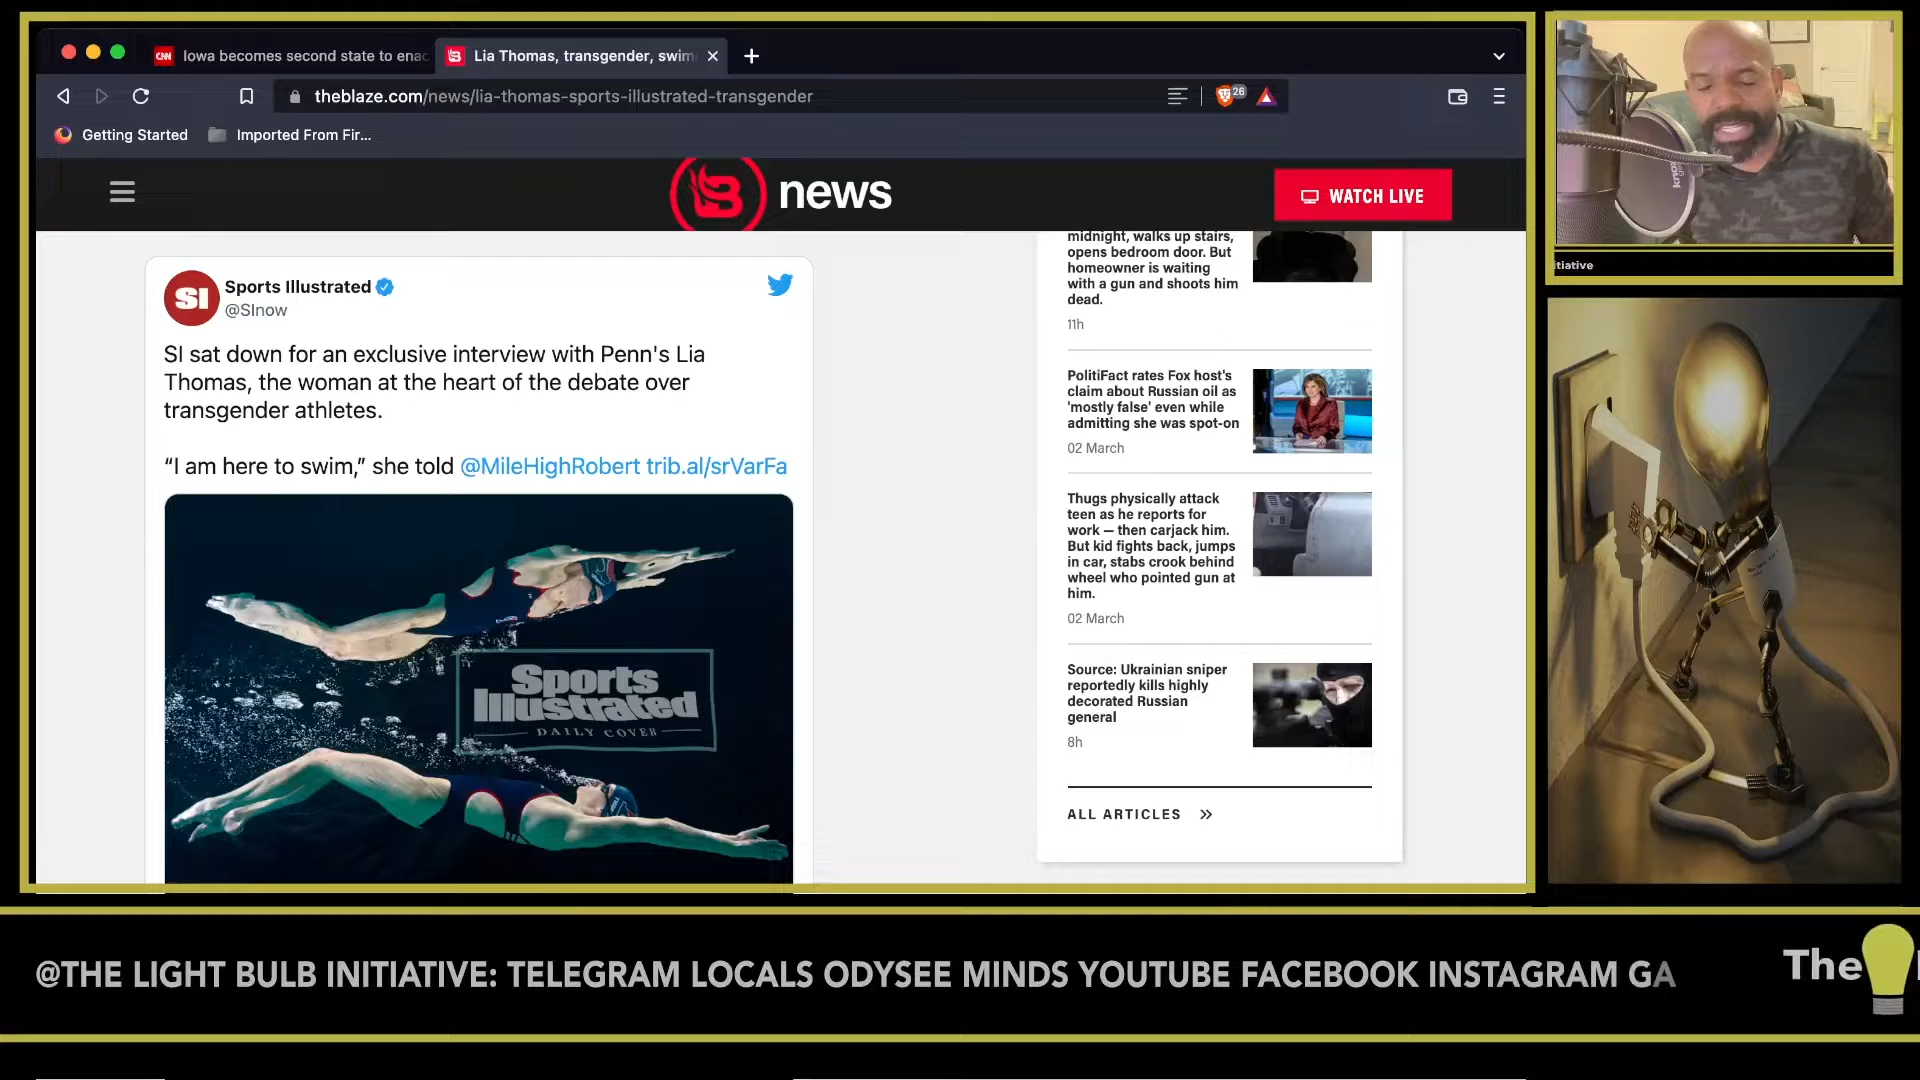 Iowa becomes second state to enac
Lia Thomas, transgender, swim
theblaze.com/news/lia-thomas-sports-illustrated-transgender
26
Getting Started
Imported From Fir...
news
WATCH LIVE
SI
Sports Illustrated
@SInow
SI sat down for an exclusive interview with Penn's Lia
Thomas, the woman at the heart of the debate over
transgender athletes.
“I am here to swim,” she told @MileHighRobert trib.al/srVarFa
Sports
Illustrated
DAILY COVER
midnight, walks up stairs,
opens bedroom door. But
homeowner is waiting
with a gun and shoots him
dead.
11h
PolitiFact rates Fox host's
claim about Russian oil as
'mostly false' even while
admitting she was spot-on
02 March
Thugs physically attack
teen as he reports for
work — then carjack him.
But kid fights back, jumps
in car, stabs crook behind
wheel who pointed gun at
him.
02 March
Source: Ukrainian sniper
reportedly kills highly
decorated Russian
general
8h
ALL ARTICLES
tiative
@THE LIGHT BULB INITIATIVE: TELEGRAM LOCALS ODYSEE MINDS YOUTUBE FACEBOOK INSTAGRAM GA
The